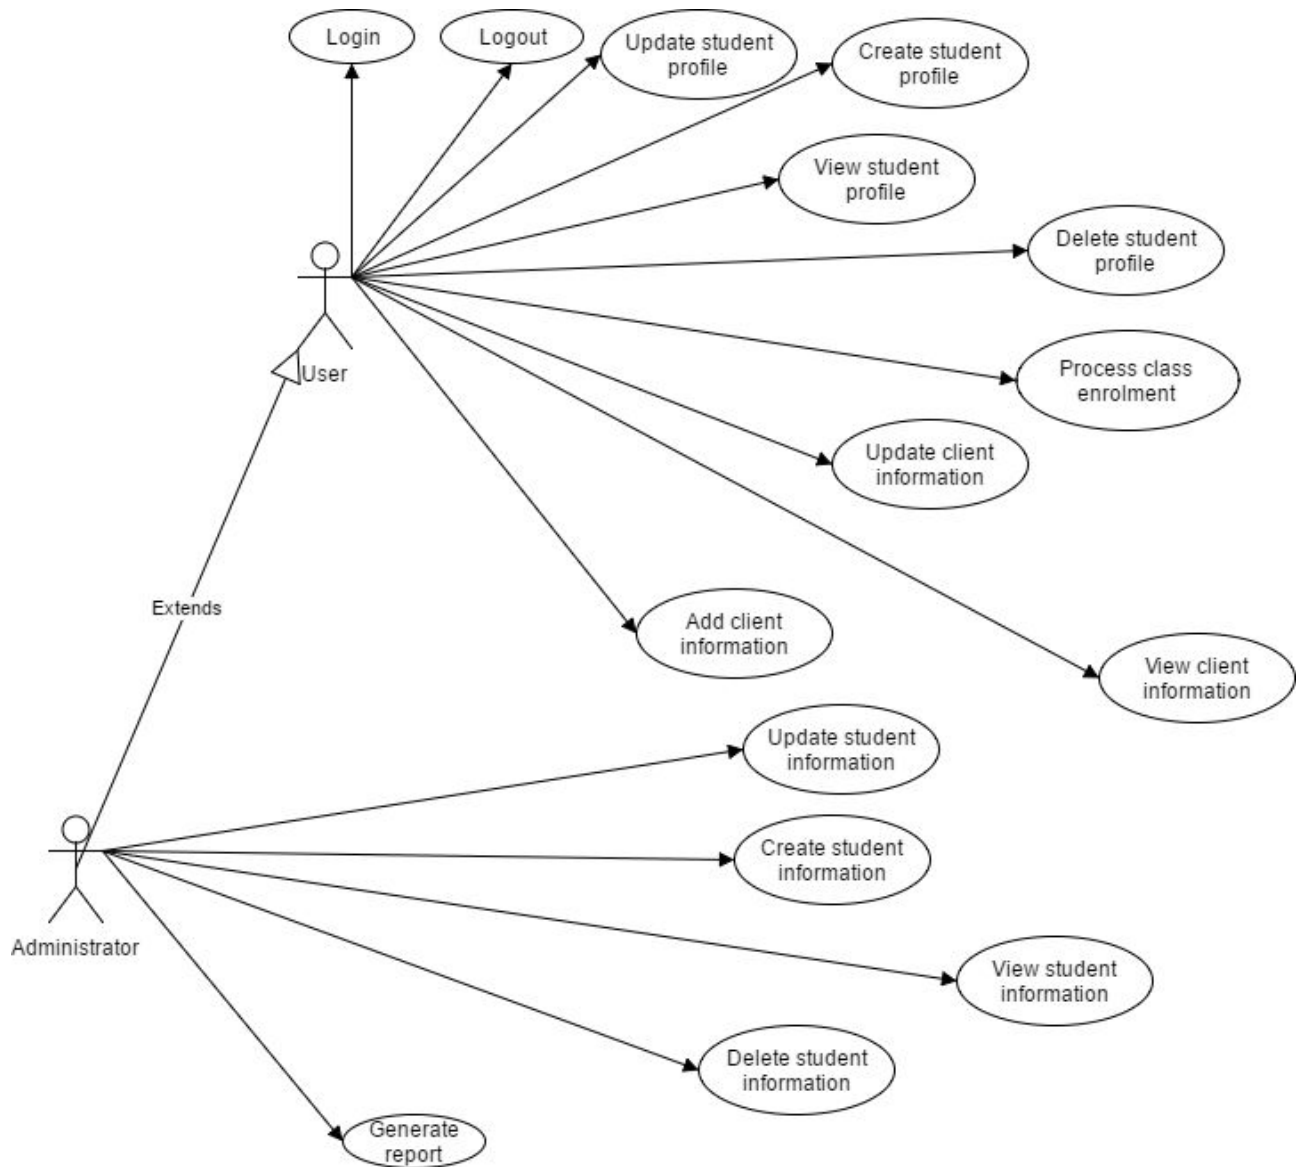 Login
Logout
Update student
profile
Create student
profile
View student
profile
Delete student
profile
User
Process class
enrolment
Update client
information
Extends
Add client
information
View client
information
Update student
information
Create student
information
Administrator
View student
information
Delete student
information
Generate
report